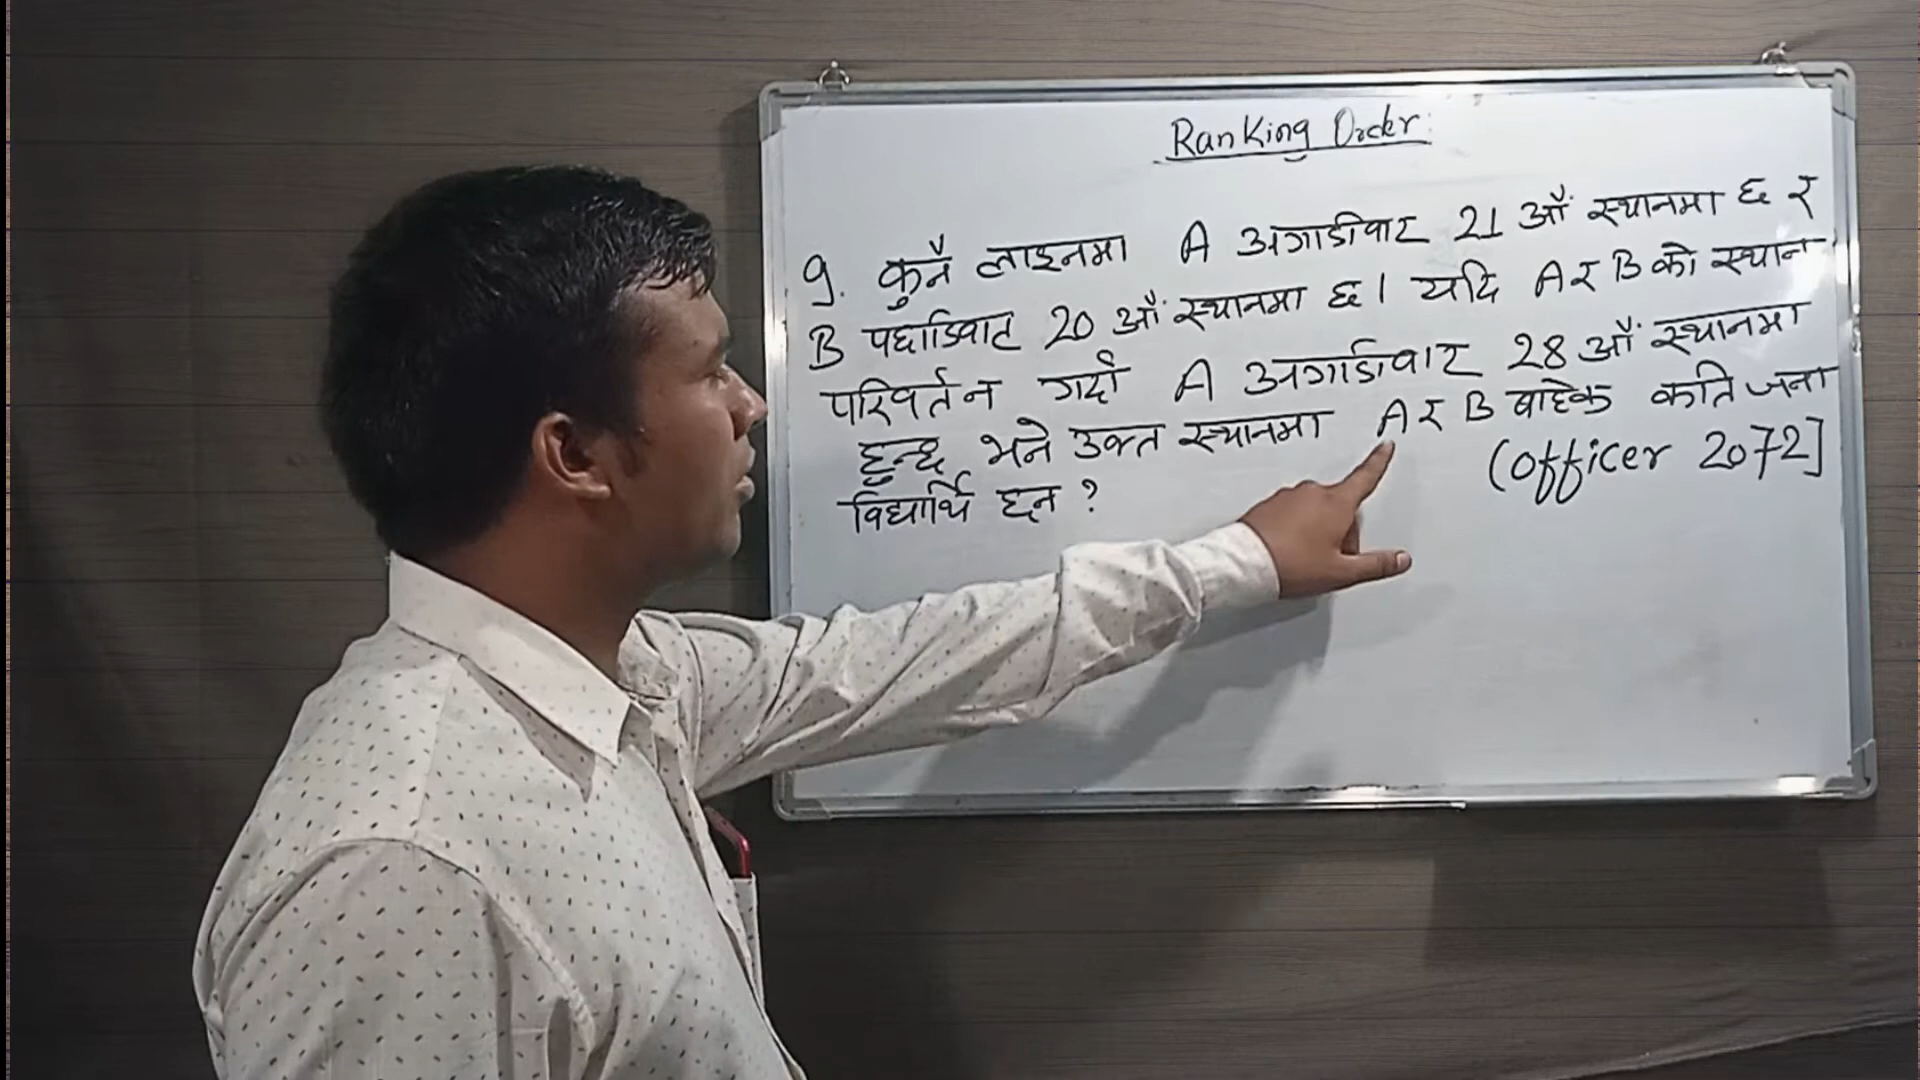 Ranking Order
9. कुनै लाइनमा A अगाडीबाट 21 औं स्थानमा छ र
B पछाडिबाट 20 औं स्थानमा छ । यदि A र B को स्थान
परिवर्तन गर्दा A अगाडीबाट 28 औं स्थानमा
हुन्छ भने उक्त स्थानमा A र B बाहेक कति जना
विद्यार्थि छन ? (officer 2072]